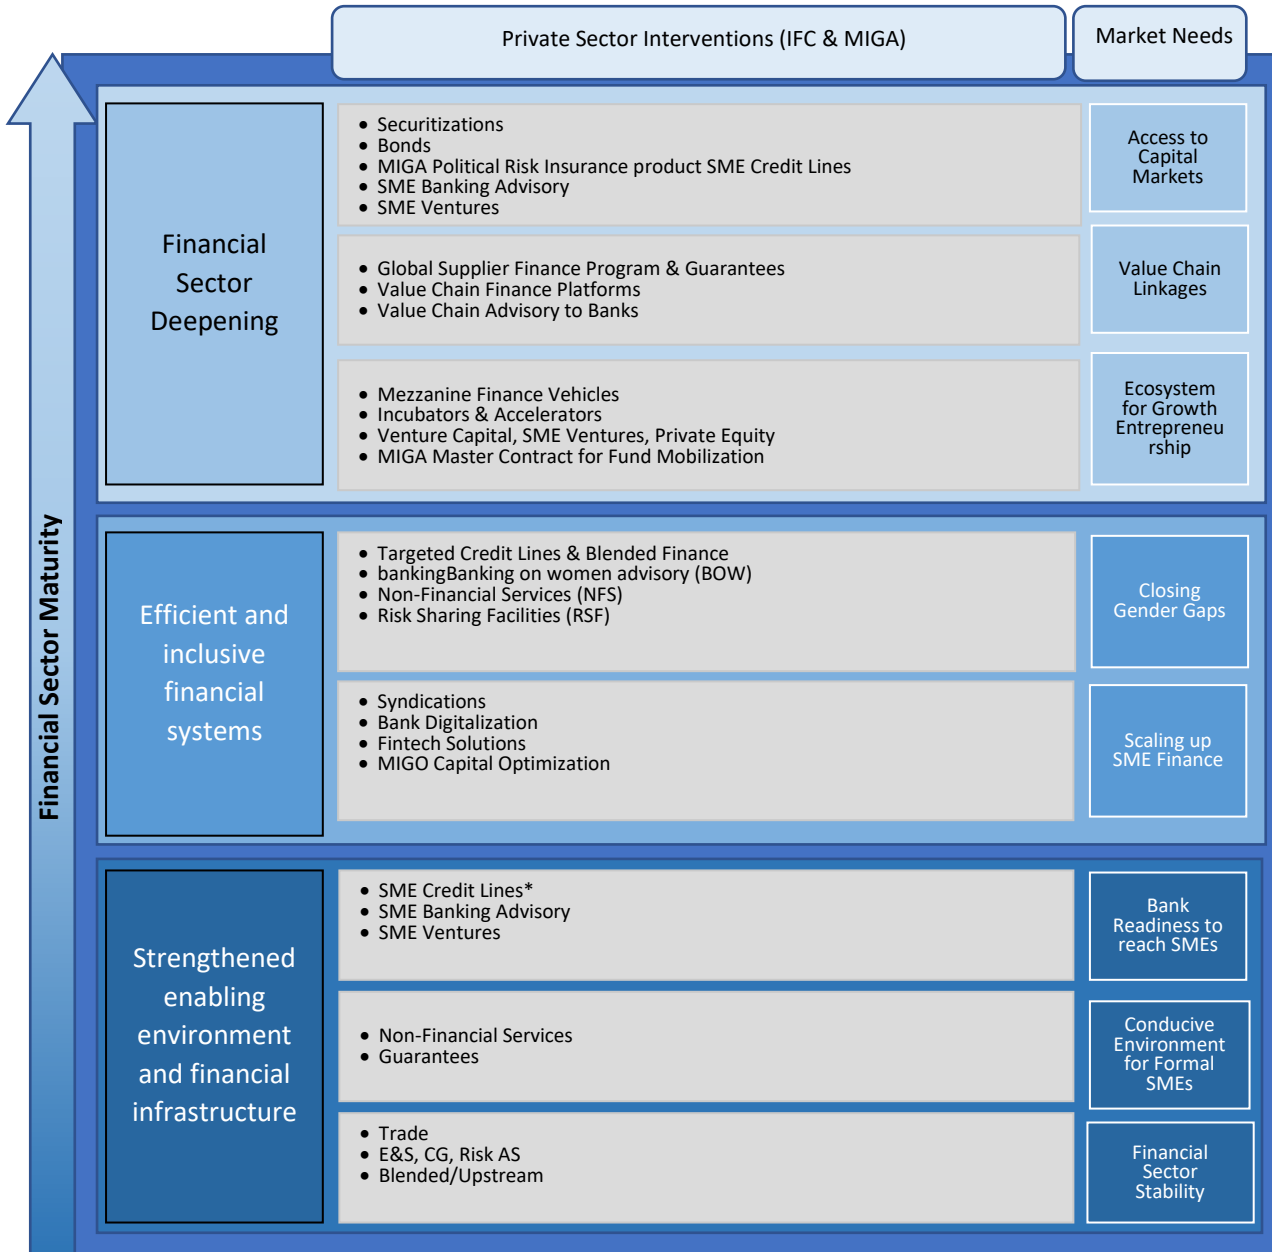 Private Sector Interventions (IFC & MIGA)
Market Needs
Financial Sector Maturity
Financial
Sector
Deepening
• Securitizations
• Bonds
• MIGA Political Risk Insurance product SME Credit Lines
• SME Banking Advisory
• SME Ventures
Access to
Capital
Markets
• Global Supplier Finance Program & Guarantees
• Value Chain Finance Platforms
• Value Chain Advisory to Banks
Value Chain
Linkages
• Mezzanine Finance Vehicles
• Incubators & Accelerators
• Venture Capital, SME Ventures, Private Equity
• MIGA Master Contract for Fund Mobilization
Ecosystem
for Growth
Entrepreneu
rship
Efficient and
inclusive
financial
systems
• Targeted Credit Lines & Blended Finance
• bankingBanking on women advisory (BOW)
• Non-Financial Services (NFS)
• Risk Sharing Facilities (RSF)
Closing
Gender Gaps
• Syndications
• Bank Digitalization
• Fintech Solutions
• MIGO Capital Optimization
Scaling up
SME Finance
Strengthened
enabling
environment
and financial
infrastructure
• SME Credit Lines*
• SME Banking Advisory
• SME Ventures
Bank
Readiness to
reach SMEs
• Non-Financial Services
• Guarantees
Conducive
Environment
for Formal
SMEs
• Trade
• E&S, CG, Risk AS
• Blended/Upstream
Financial
Sector
Stability